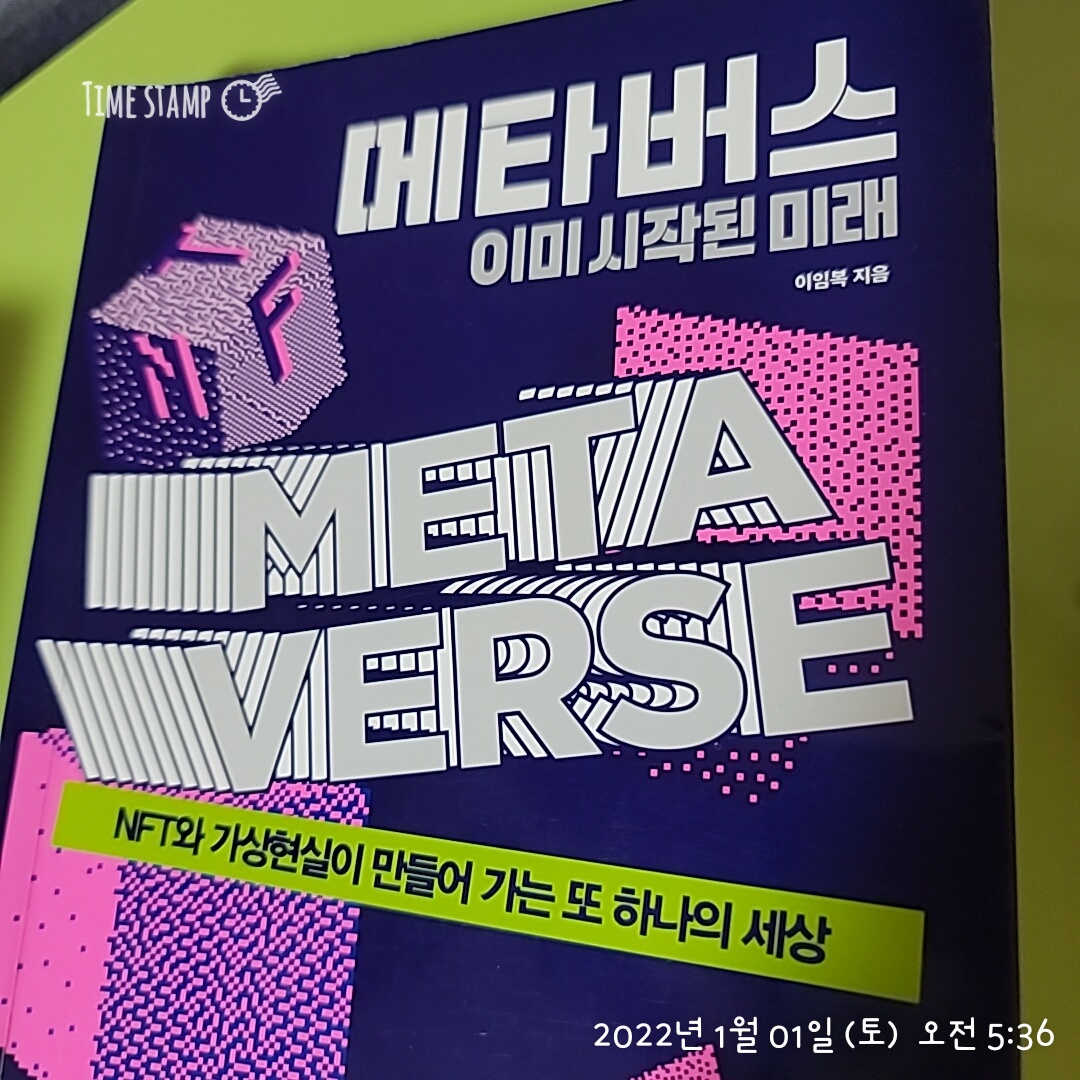 TIME STAMP
메타버스
이미 시작된 미래
이임복 지음
NFT
META
VERSE
NFT와 가상현실이 만들어 가는 또 하나의 세상
2022년 1월 01일 (토) 오전 5:36